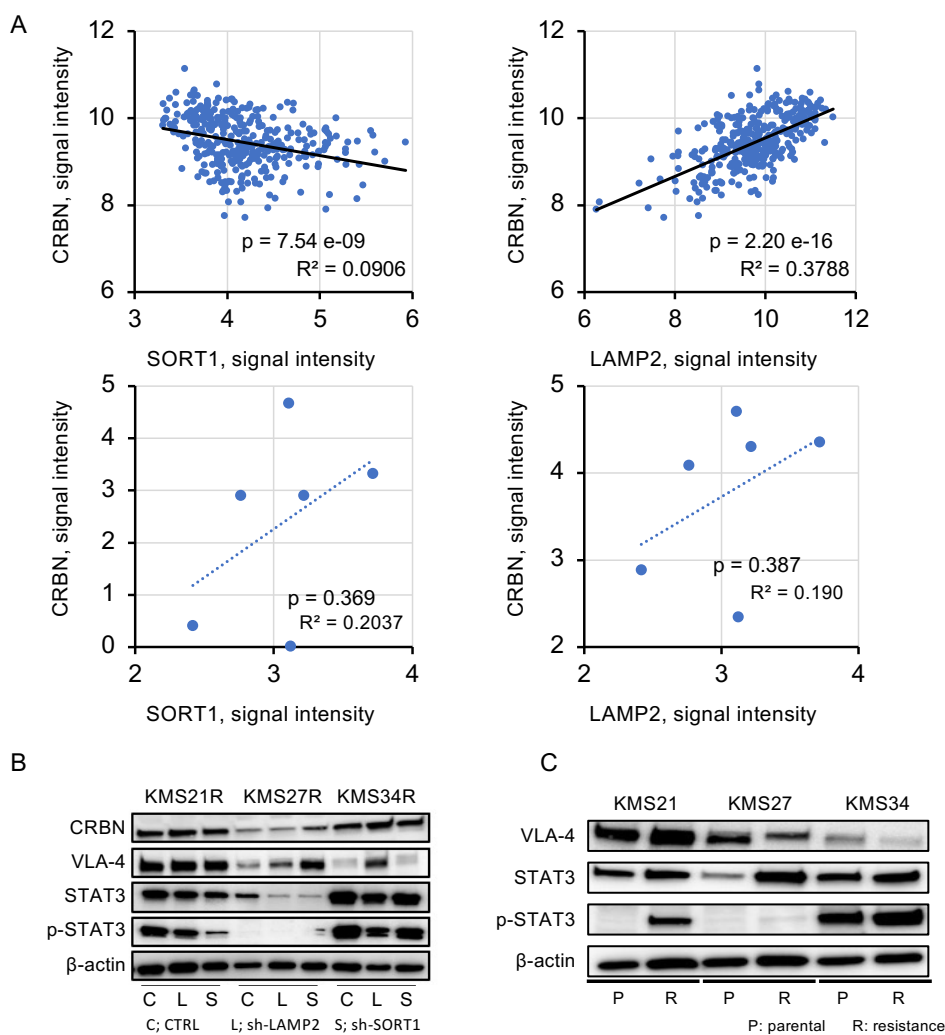 A
CRBN, signal intensity
12
10
8
6
p = 7.54 e-09
R² = 0.0906
3 4 5 6
SORT1, signal intensity
CRBN, signal intensity
12
10
8
6
p = 2.20 e-16
R² = 0.3788
6 8 10 12
LAMP2, signal intensity
CRBN, signal intensity
5
4
3
2
1
0
p = 0.369
R² = 0.2037
2 3 4
SORT1, signal intensity
CRBN, signal intensity
5
4
3
2
p = 0.387
R² = 0.190
2 3 4
LAMP2, signal intensity
B
KMS21R KMS27R KMS34R
CRBN
VLA-4
STAT3
p-STAT3
β-actin
C L S C L S C L S
C; CTRL L; sh-LAMP2 S; sh-SORT1
C
KMS21 KMS27 KMS34
VLA-4
STAT3
p-STAT3
β-actin
P R P R P R
P: parental R: resistance